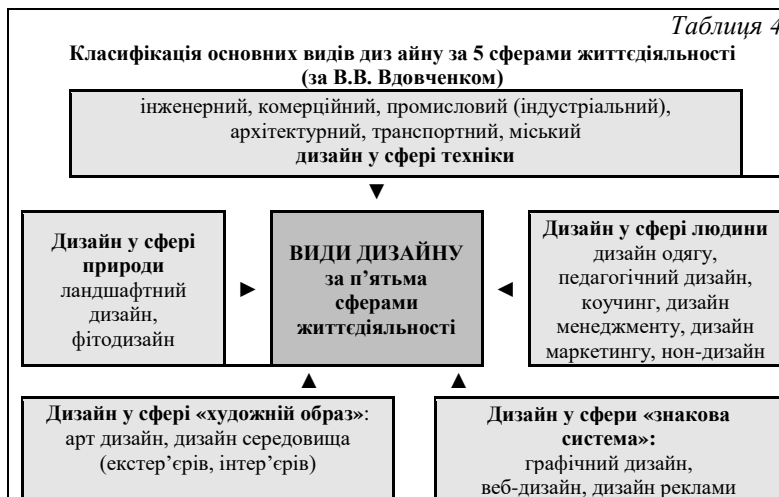 Таблиця 4
Класифікація основних видів диз айну за 5 сферами життєдіяльності
(за В.В. Вдовченком)
інженерний, комерційний, промисловий (індустріальний),
архітектурний, транспортний, міський
дизайн у сфері техніки
Дизайн у сфері
природи
ландшафтний
дизайн,
фітодизайн
ВИДИ ДИЗАЙНУ
за п’ятьма
сферами
життєдіяльності
Дизайн у сфері людини
дизайн одягу,
педагогічний дизайн,
коучинг, дизайн
менеджменту, дизайн
маркетингу, нон-дизайн
Дизайн у сфері «художній образ»:
арт дизайн, дизайн середовища
(екстер’єрів, інтер’єрів)
Дизайн у сфери «знакова
система»:
графічний дизайн,
веб-дизайн, дизайн реклами